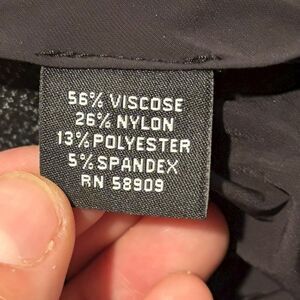 56% VISCOSE
26% NYLON
13% POLYESTER
5% SPANDEX
RN 58909